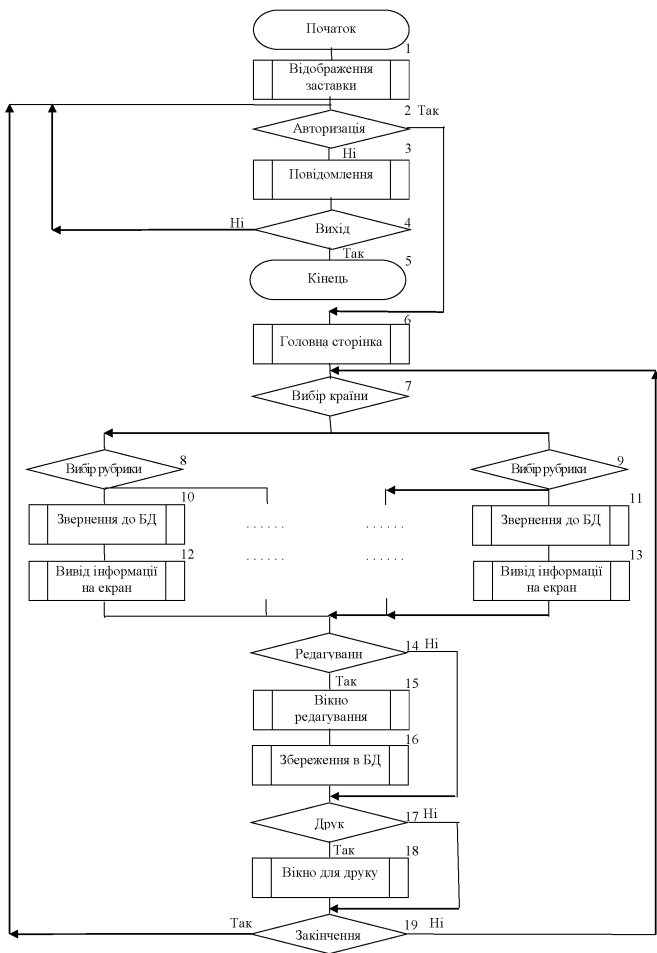 Початок
1
Відображення
заставки
2 Так
Авторизація
Ні
3
Повідомлення
4
Ні
Вихід
Так
5
Кінець
6
Головна сторінка
7
Вибір країни
8
Вибір рубрики
9
Вибір рубрики
10
Звернення до БД
11
Звернення до БД
. . . . . .
. . . . . .
12
Вивід інформації
на екран
. . . . . .
. . . . . .
13
Вивід інформації
на екран
14 Ні
Редагуванн
Так
15
Вікно
редагування
16
Збереження в БД
17 Ні
Друк
Так
18
Вікно для друку
Так
19 Ні
Закінчення